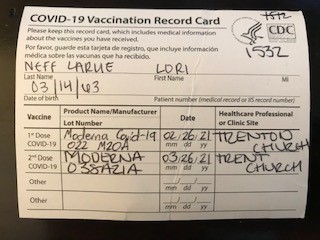 COVID-19 Vaccination Record Card
1572
Please keep this record card, which includes medical information
about the vaccines you have received.
CDC
Por favor, guarde esta tarjeta de registro, que incluye información
médica sobre las vacunas que ha recibido.
1532
NEFF LARUE LORI
Last Name First Name MI
03/14/43
Date of birth Patient number (medical record or IIS record number)
Vaccine Product Name/Manufacturer Date Healthcare Professional
Lot Number or Clinic Site
1st Dose Moderna Covid-19 02/26/21 TRENTON
COVID-19 022 M20A mm dd yy CHURCH
2nd Dose MODERNA 03/26/21 TRENT
COVID-19 038A21A mm dd yy CHURCH
Other
mm dd yy
Other
mm dd yy